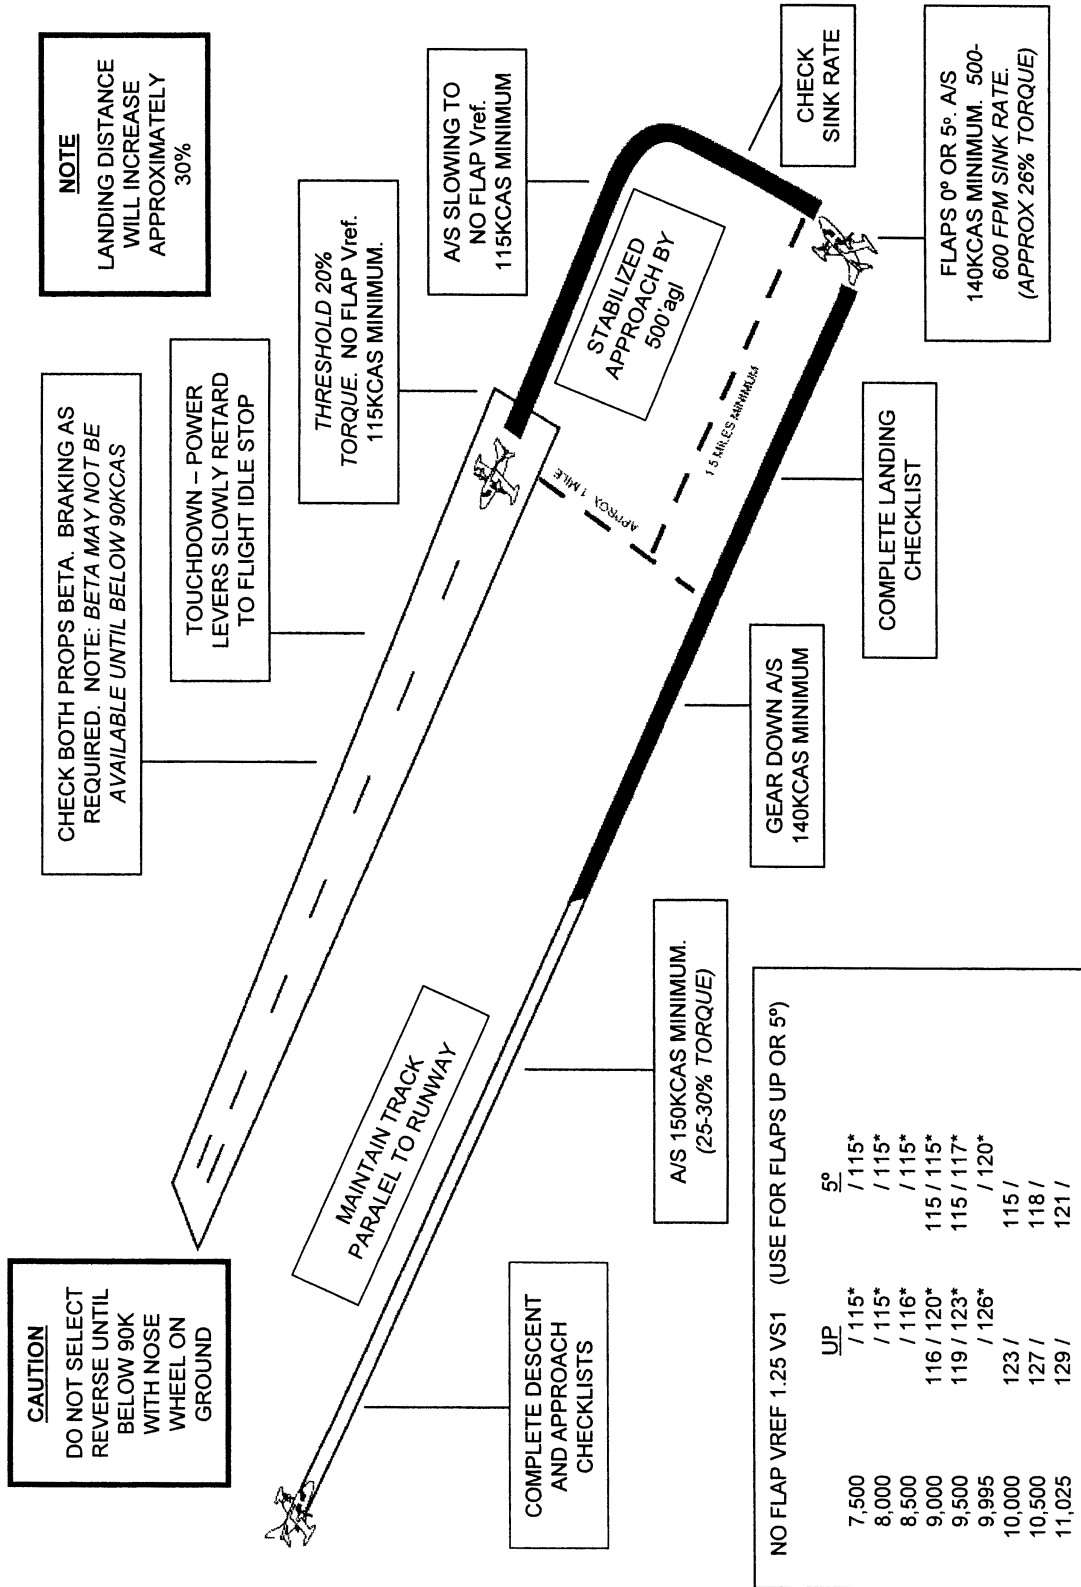 CAUTION
DO NOT SELECT
REVERSE UNTIL
BELOW 90K
WITH NOSE
WHEEL ON
GROUND
CHECK BOTH PROPS BETA. BRAKING AS
REQUIRED. NOTE: BETA MAY NOT BE
AVAILABLE UNTIL BELOW 90KCAS
NOTE
LANDING DISTANCE
WILL INCREASE
APPROXIMATELY
30%
TOUCHDOWN – POWER
LEVERS SLOWLY RETARD
TO FLIGHT IDLE STOP
THRESHOLD 20%
TORQUE. NO FLAP Vref.
115KCAS MINIMUM.
A/S SLOWING TO
NO FLAP Vref.
115KCAS MINIMUM
MAINTAIN TRACK
PARALEL TO RUNWAY
STABILIZED
APPROACH BY
500'agl
APPROX 1 MILE
1.5 MILES MINIMUM
CHECK
SINK RATE
COMPLETE DESCENT
AND APPROACH
CHECKLISTS
A/S 150KCAS MINIMUM.
(25-30% TORQUE)
GEAR DOWN A/S
140KCAS MINIMUM
COMPLETE LANDING
CHECKLIST
FLAPS 0° OR 5°. A/S
140KCAS MINIMUM. 500-
600 FPM SINK RATE.
(APPROX 26% TORQUE)
NO FLAP VREF 1.25 VS1 (USE FOR FLAPS UP OR 5°)
UP 5°
7,500 / 115* / 115*
8,000 / 115* / 115*
8,500 / 116* / 115*
9,000 116 / 120* 115 / 115*
9,500 119 / 123* 115 / 117*
9,995 / 126* / 120*
10,000 123 / 115 /
10,500 127 / 118 /
11,025 129 / 121 /